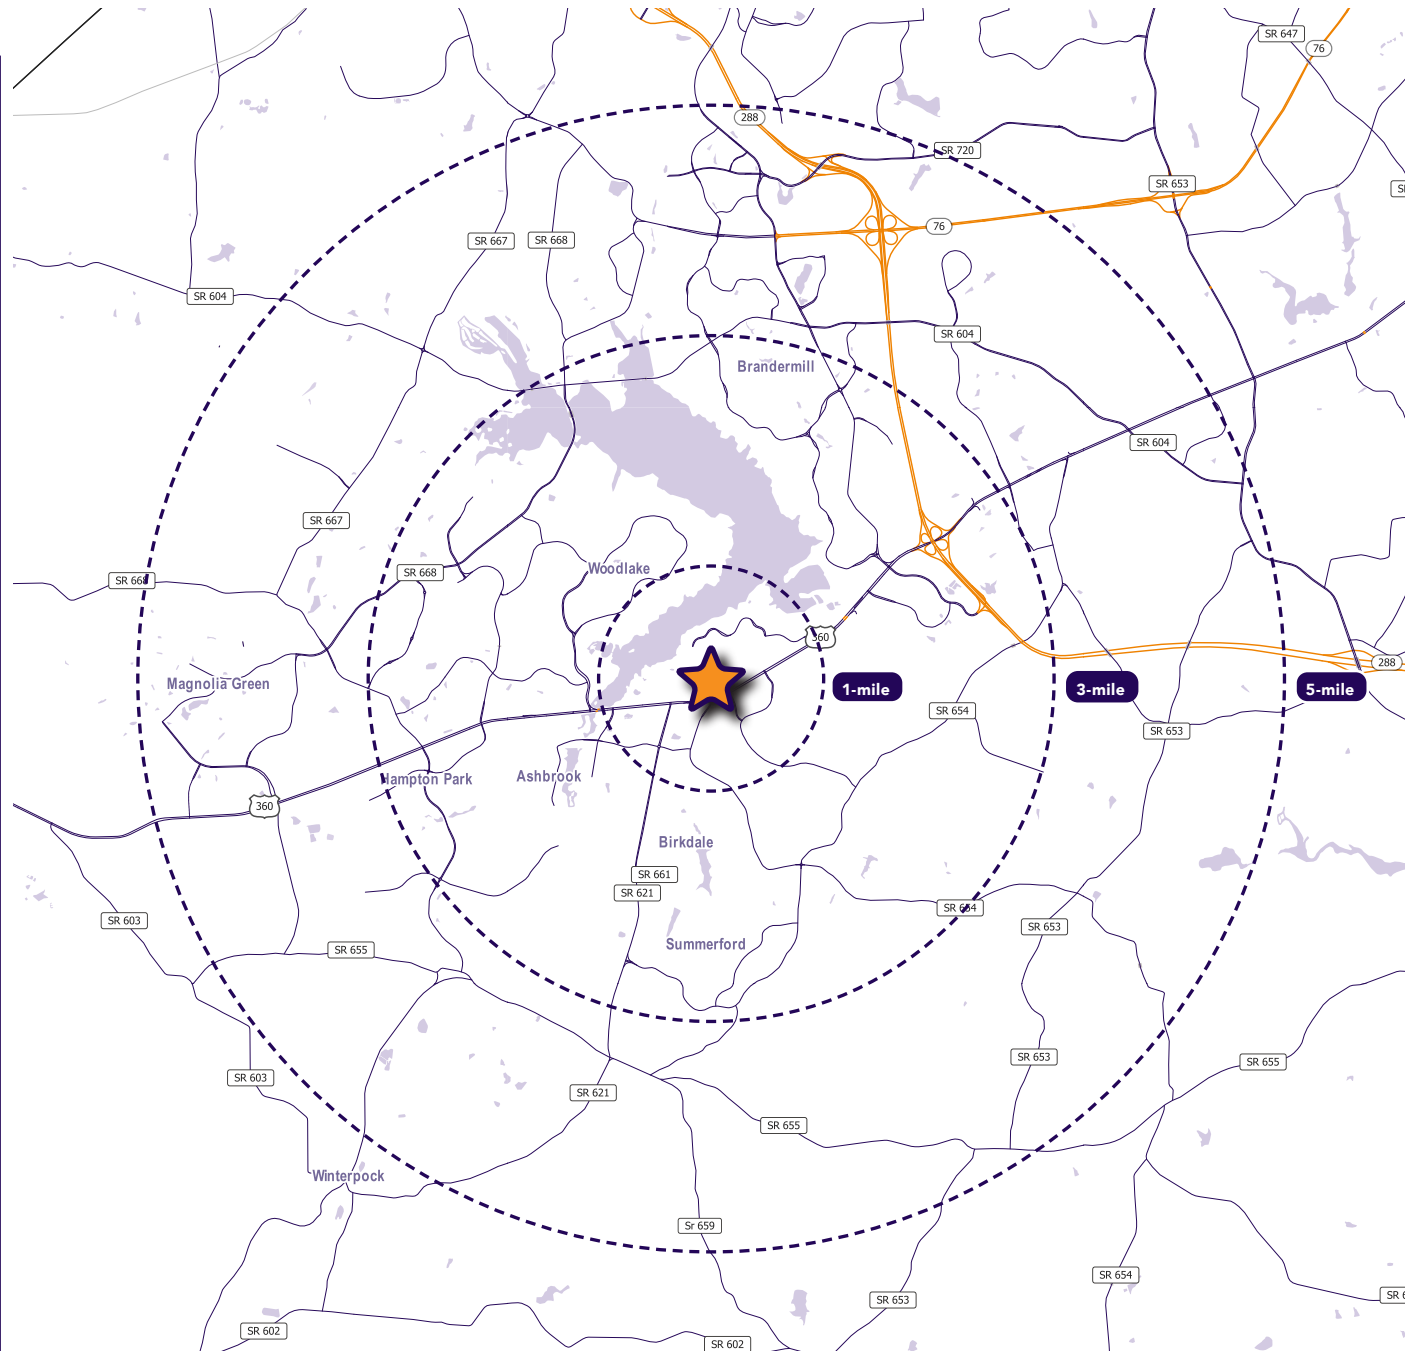 SR 647
76
288
SR 720
SR 653
76
SR 667
SR 668
SR 604
SR 604
Brandermill
SR 604
SR 667
Woodlake
SR 668
SR 668
360
288
Magnolia Green
1-mile
3-mile
5-mile
SR 654
SR 653
Hampton Park
Ashbrook
360
Birkdale
SR 661
SR 621
SR 654
SR 603
SR 653
Summerford
SR 655
SR 653
SR 655
SR 603
SR 621
SR 655
Winterpock
Sr 659
SR 654
SR 653
SR 602
SR 602